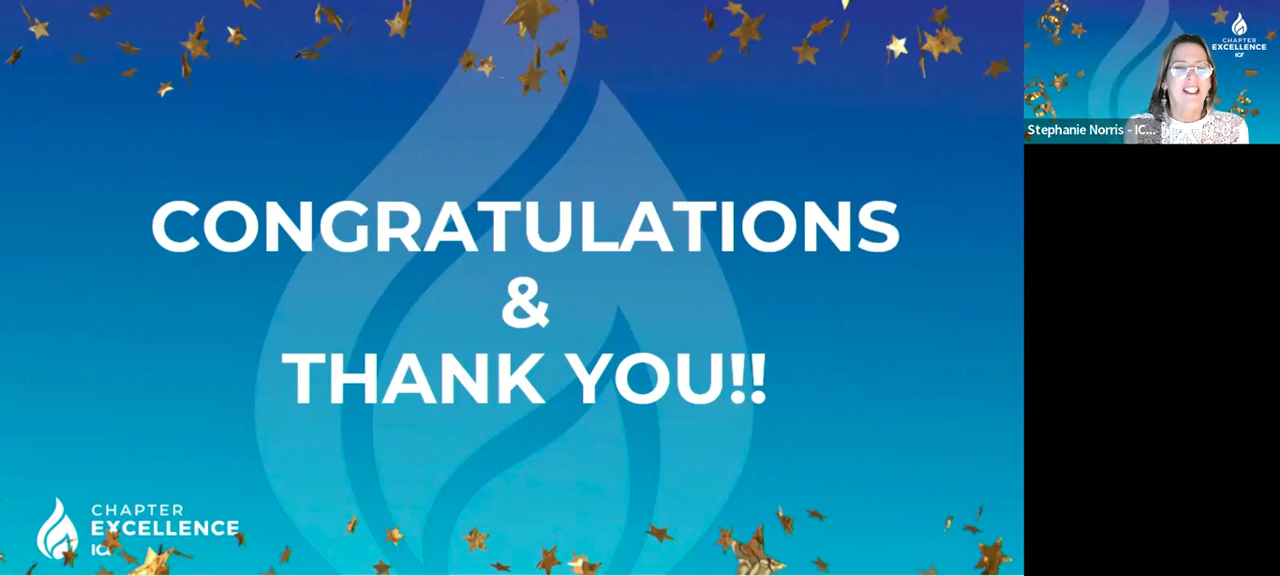 CONGRATULATIONS
&
THANK YOU!!
CHAPTER
EXCELLENCE
CHAPTER
EXCELLENCE
ICF
Stephanie Norris - IC...